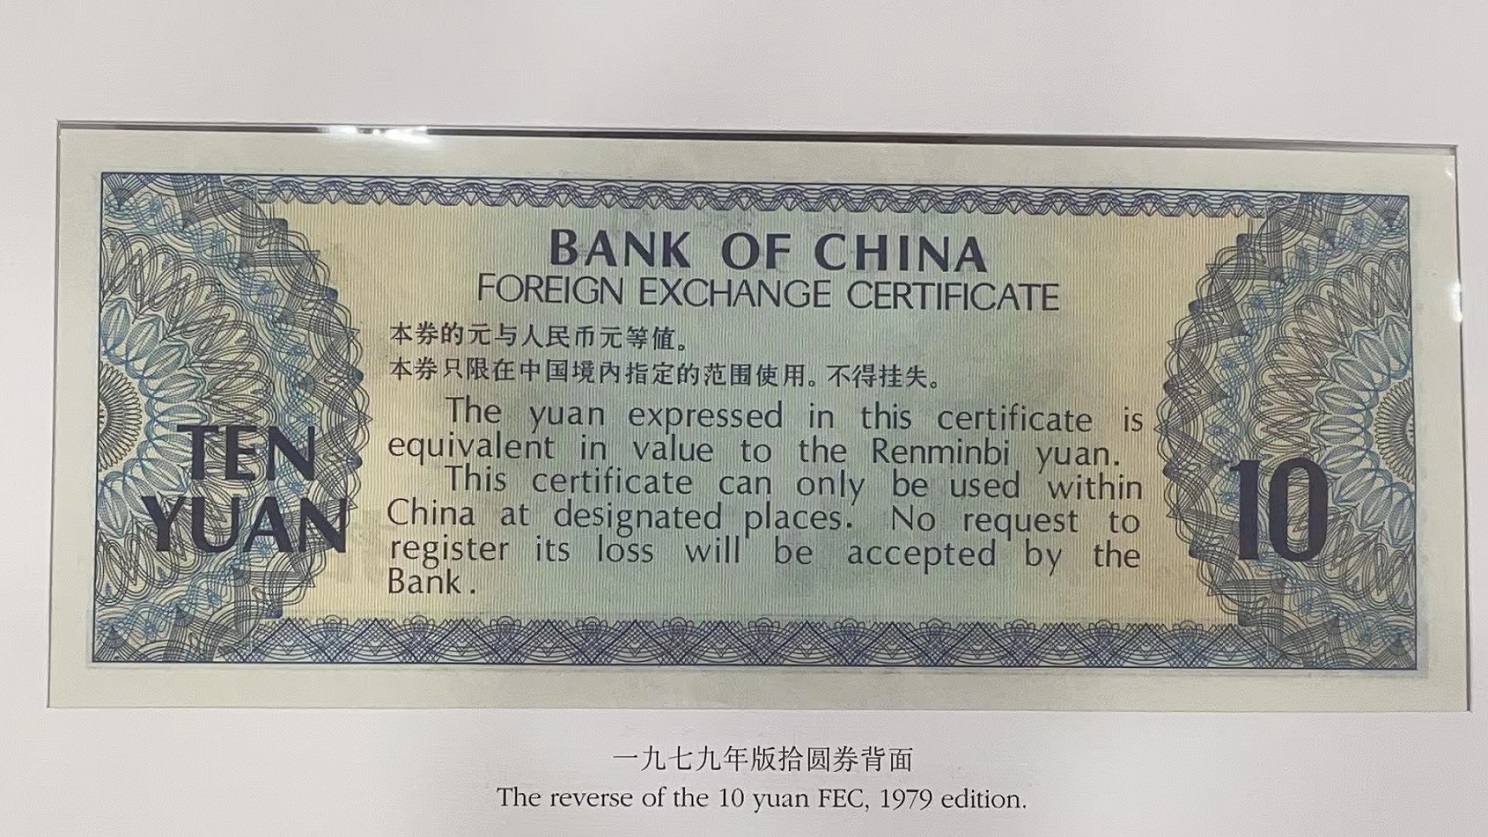 BANK OF CHINA
FOREIGN EXCHANGE CERTIFICATE
本券的元与人民币元等值。
本券只限在中国境内指定的范围使用。不得挂失。
The yuan expressed in this certificate is
equivalent in value to the Renminbi yuan.
This certificate can only be used within
China at designated places. No request to
register its loss will be accepted by the
Bank.
TEN
YUAN
10
一九七九年版拾圆券背面
The reverse of the 10 yuan FEC, 1979 edition.